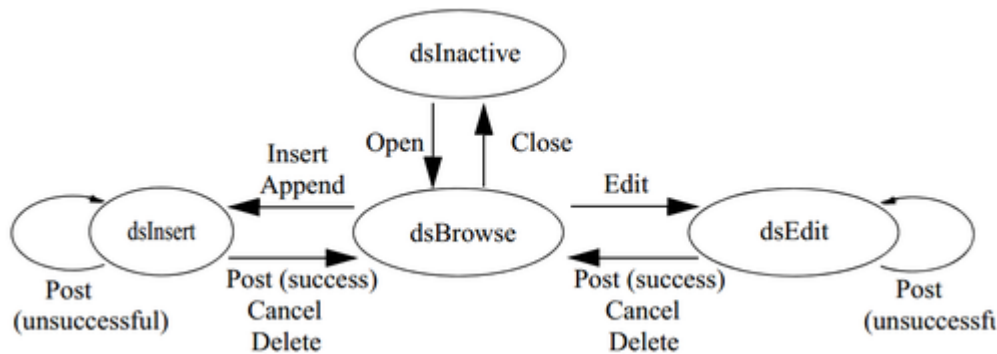 dsInactive
Open
Close
Insert
Append
Edit
dsInsert
dsBrowse
dsEdit
Post
(unsuccessful)
Post (success)
Cancel
Delete
Post (success)
Cancel
Delete
Post
(unsuccessfu